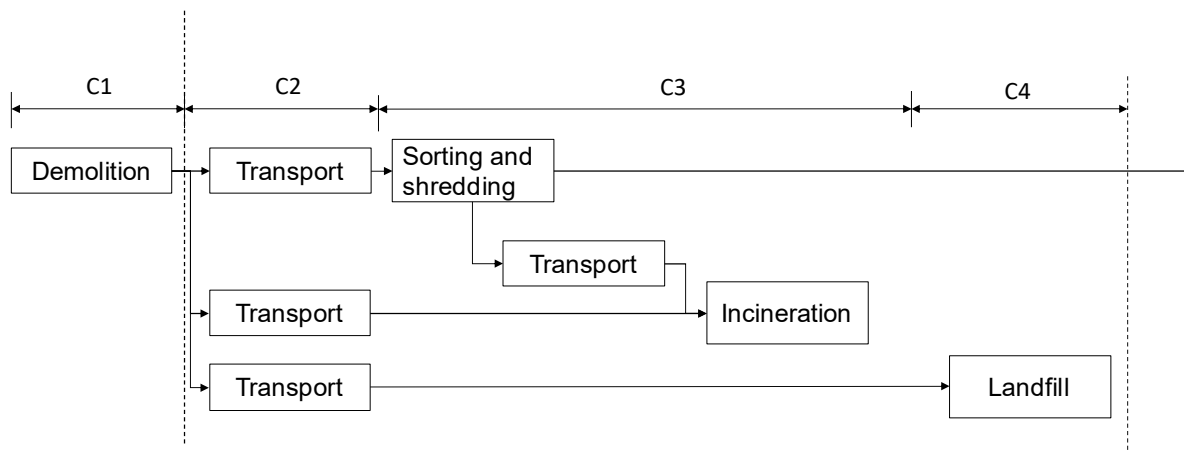 C1
C2
C3
C4
Demolition
Transport
Sorting and
shredding
Transport
Transport
Incineration
Transport
Landfill